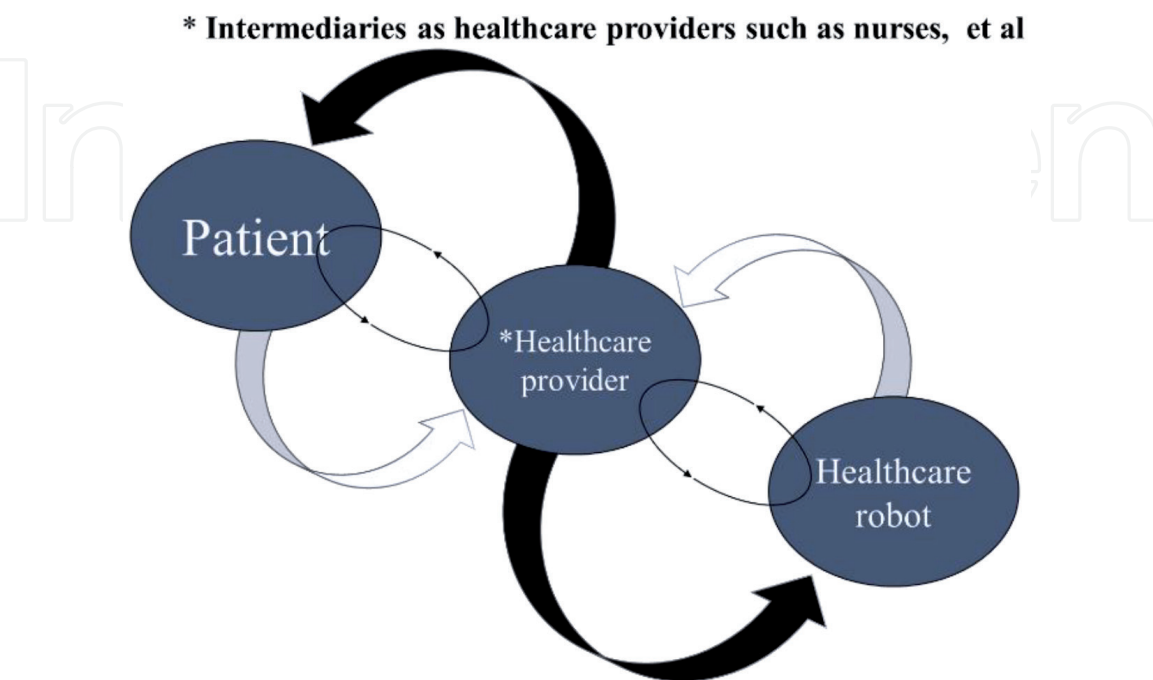 * Intermediaries as healthcare providers such as nurses, et al
Patient
*Healthcare
provider
Healthcare
robot